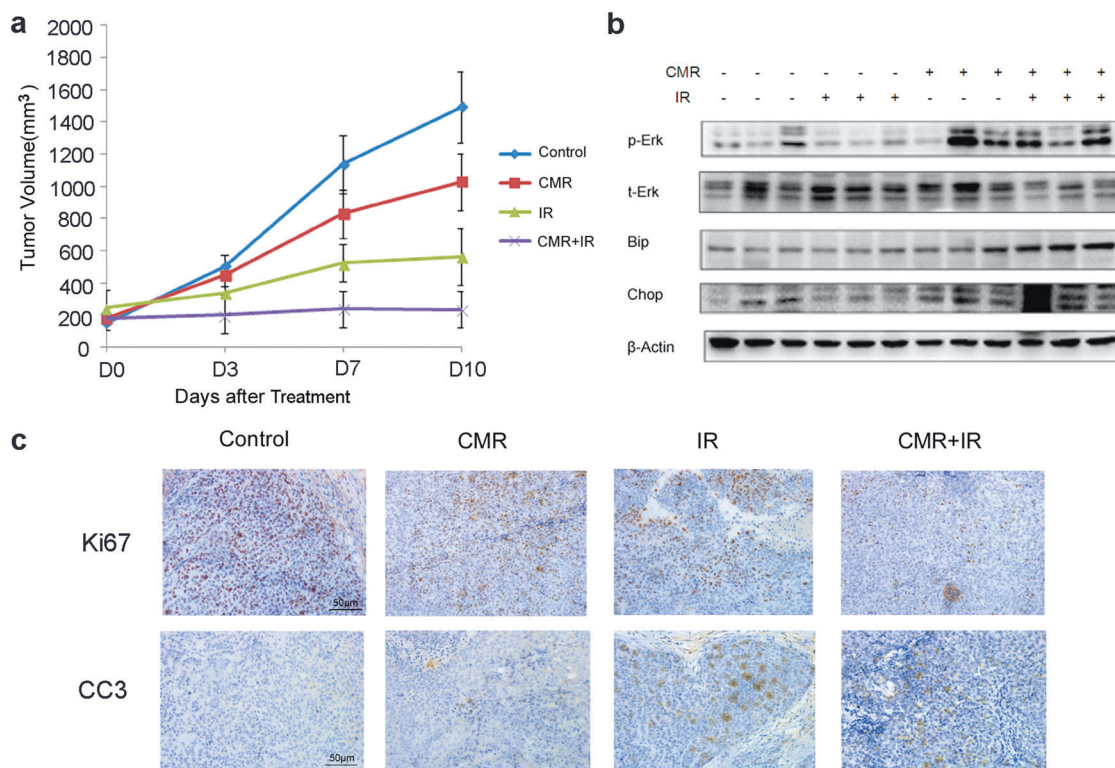 a
2000
1800
1600
1400
1200
1000
800
600
400
200
0
Tumor Volume(mm³)
D0 D3 D7 D10
Days after Treatment
Control
CMR
IR
CMR+IR
b
CMR - - - - - - + + + + + +
IR - - - + + + - - - + + +
p-Erk
t-Erk
Bip
Chop
β-Actin
c
Control CMR IR CMR+IR
Ki67
50μm
CC3
50μm